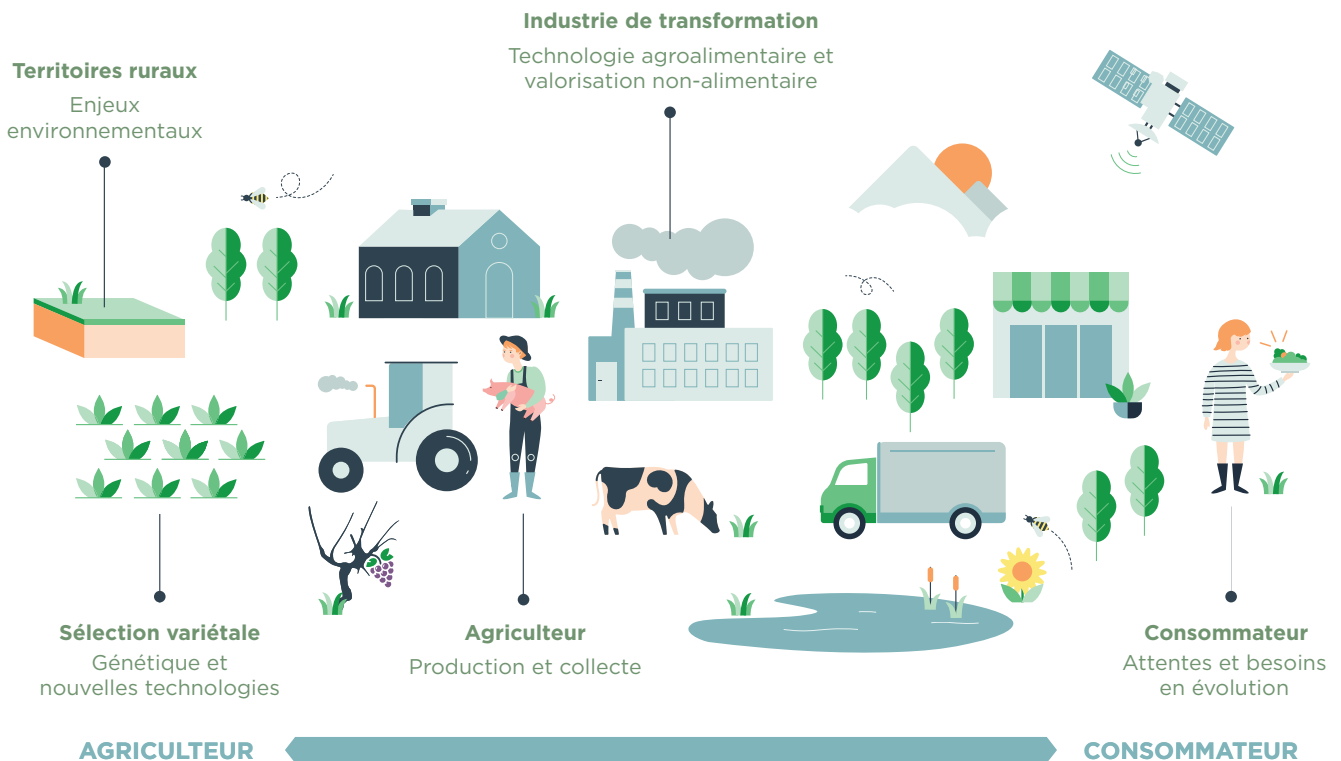 Industrie de transformation
Technologie agroalimentaire et
valorisation non-alimentaire
Territoires ruraux
Enjeux
environnementaux
Sélection variétale
Génétique et
nouvelles technologies
Agriculteur
Production et collecte
Consommateur
Attentes et besoins
en évolution
AGRICULTEUR
CONSOMMATEUR